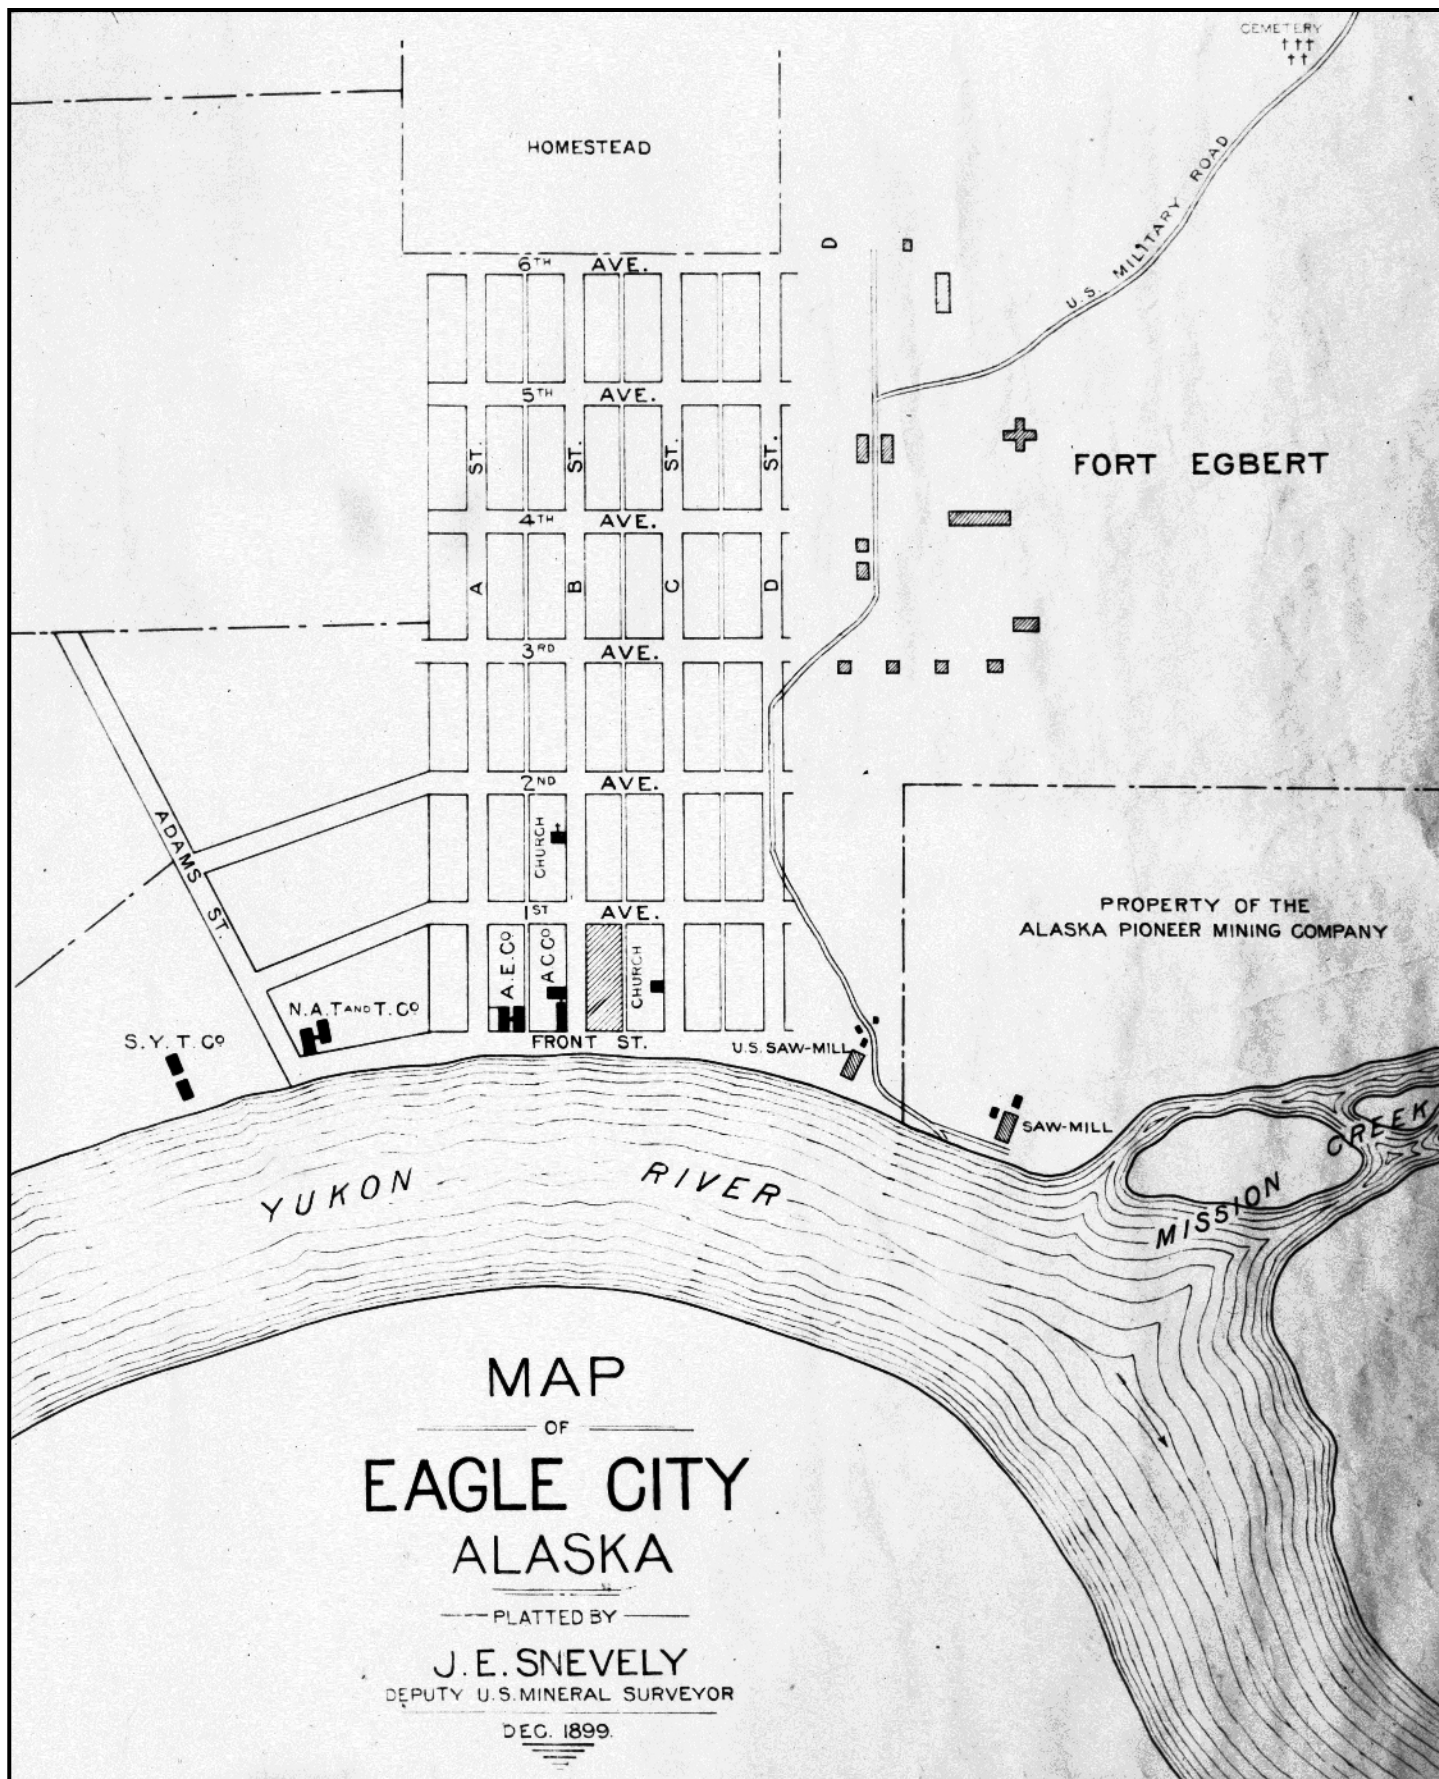 CEMETERY
HOMESTEAD
U.S. MILITARY ROAD
D
6TH AVE.
5TH AVE.
A ST.
B ST.
C ST.
D ST.
FORT EGBERT
4TH AVE.
3RD AVE.
2ND AVE.
ADAMS ST.
CHURCH
1ST AVE.
PROPERTY OF THE
ALASKA PIONEER MINING COMPANY
A.E.Co
A C Co
CHURCH
N.A.T AND T. Co
S.Y.T. Co
FRONT ST.
U.S. SAW-MILL
SAW-MILL
MISSION CREEK
YUKON RIVER
MAP
OF
EAGLE CITY
ALASKA
PLATTED BY
J.E. SNEVELY
DEPUTY U.S. MINERAL SURVEYOR
DEC. 1899.